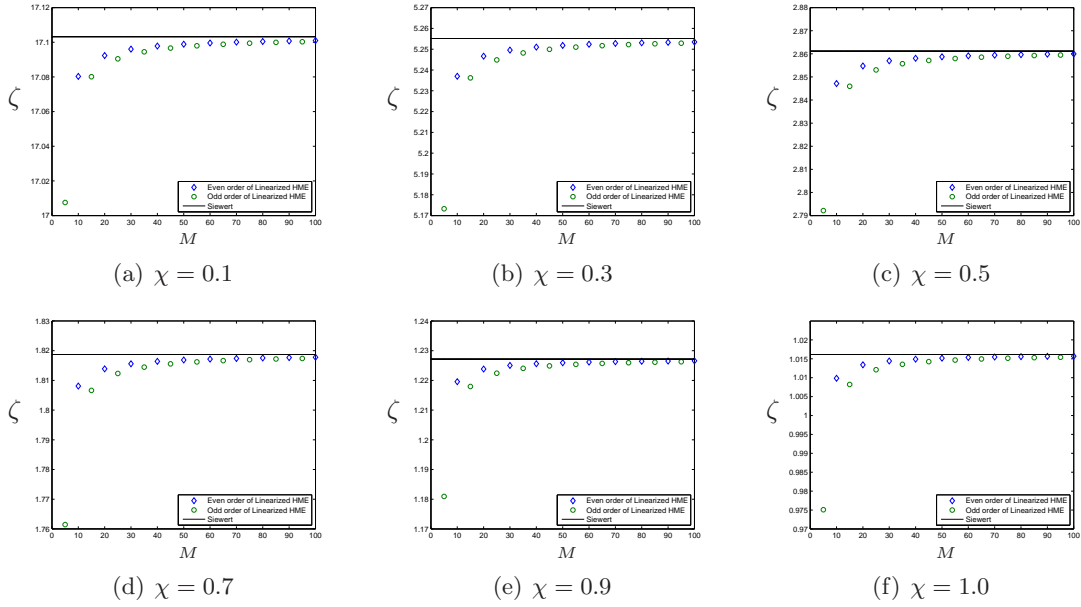 17.12
17.1
17.08
17.06
17.04
17.02
17
ζ
0 10 20 30 40 50 60 70 80 90 100
M
Even order of Linearized HME
Odd order of Linearized HME
Siewert
(a) χ = 0.1
5.27
5.26
5.25
5.24
5.23
5.22
5.21
5.2
5.19
5.18
5.17
ζ
0 10 20 30 40 50 60 70 80 90 100
M
Even order of Linearized HME
Odd order of Linearized HME
Siewert
(b) χ = 0.3
2.88
2.87
2.86
2.85
2.84
2.83
2.82
2.81
2.8
2.79
ζ
0 10 20 30 40 50 60 70 80 90 100
M
Even order of Linearized HME
Odd order of Linearized HME
Siewert
(c) χ = 0.5
1.83
1.82
1.81
1.8
1.79
1.78
1.77
1.76
ζ
0 10 20 30 40 50 60 70 80 90 100
M
Even order of Linearized HME
Odd order of Linearized HME
Siewert
(d) χ = 0.7
1.24
1.23
1.22
1.21
1.2
1.19
1.18
1.17
ζ
0 10 20 30 40 50 60 70 80 90 100
M
Even order of Linearized HME
Odd order of Linearized HME
Siewert
(e) χ = 0.9
1.02
1.015
1.01
1.005
1
0.995
0.99
0.985
0.98
0.975
0.97
ζ
0 10 20 30 40 50 60 70 80 90 100
M
Even order of Linearized HME
Odd order of Linearized HME
Siewert
(f) χ = 1.0